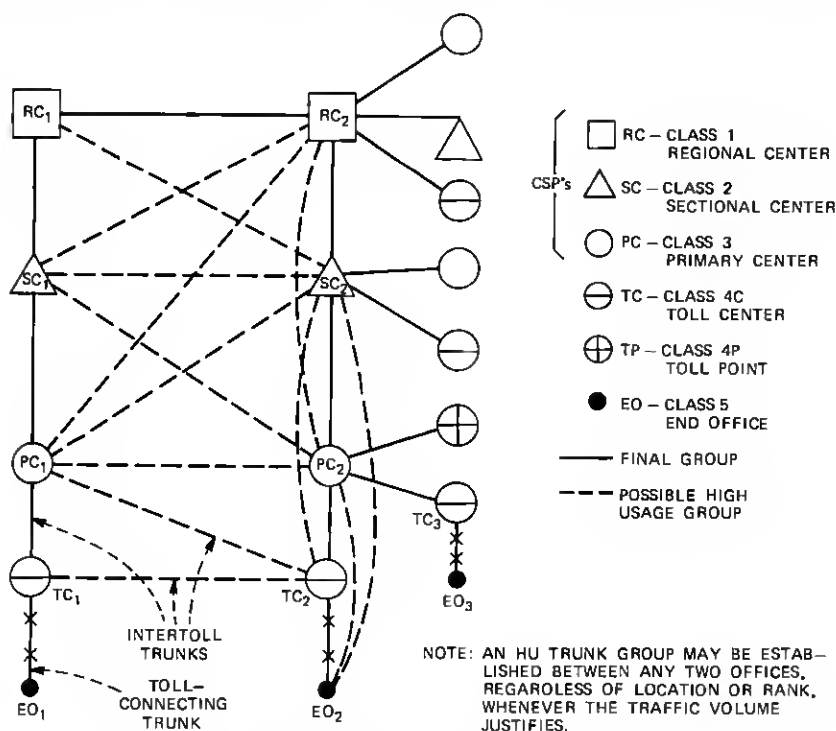 RC1
RC2
SC1
SC2
PC1
PC2
TC3
TC1
TC2
EO3
INTERTOLL
TRUNKS
TOLL-
CONNECTING
TRUNK
EO1
EO2
CSP's
RC – CLASS 1
REGIONAL CENTER
SC – CLASS 2
SECTIONAL CENTER
PC – CLASS 3
PRIMARY CENTER
TC – CLASS 4C
TOLL CENTER
TP – CLASS 4P
TOLL POINT
EO – CLASS 5
END OFFICE
FINAL GROUP
POSSIBLE HIGH
USAGE GROUP
NOTE: AN HU TRUNK GROUP MAY BE ESTAB-
LISHED BETWEEN ANY TWO OFFICES,
REGAROLESS OF LOCATION OR RANK,
WHENEVER THE TRAFFIC VOLUME
JUSTIFIES.